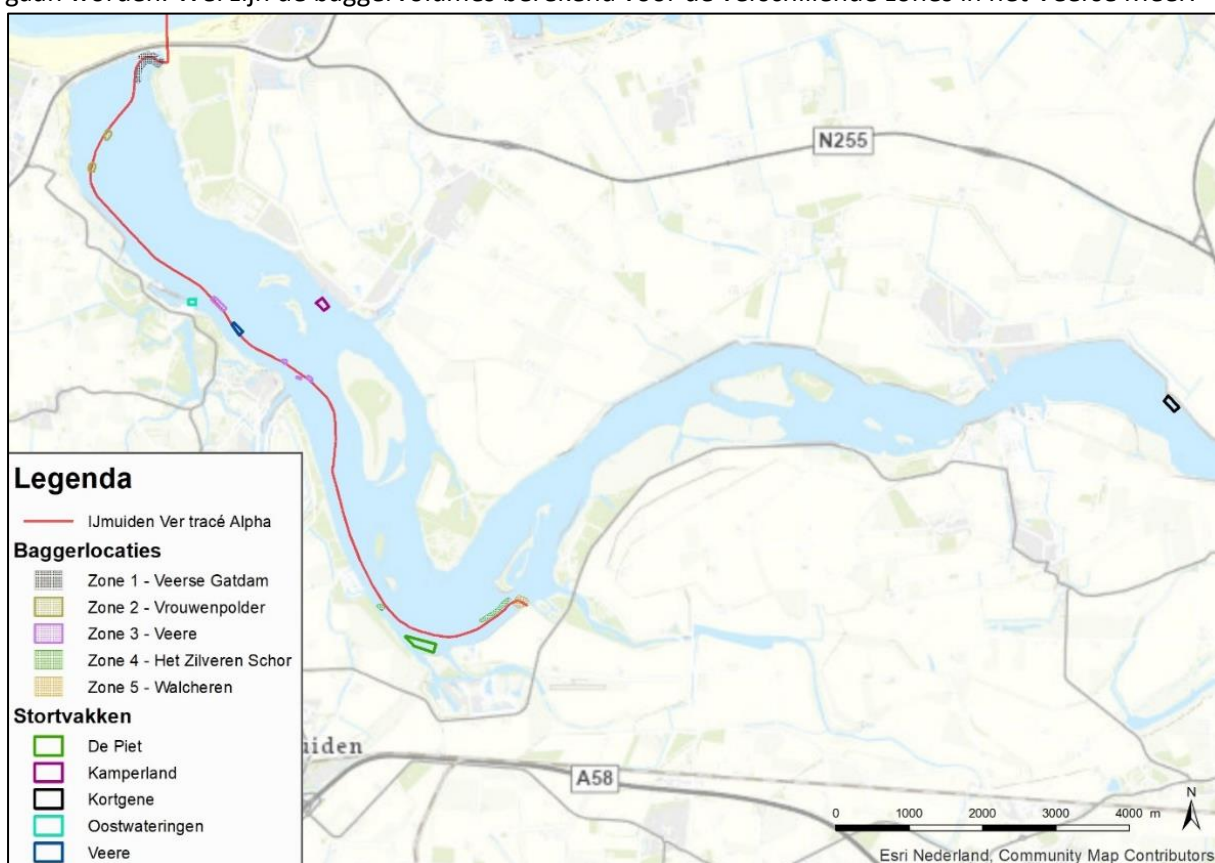 gaan worden. Wel zijn de baggervolumes berekend voor de verschillende zones in het Veerse meer.
N255
Legenda
IJmuiden Ver tracé Alpha
Baggerlocaties
Zone 1 - Veerse Gatdam
Zone 2 - Vrouwenpolder
Zone 3 - Veere
Zone 4 - Het Zilveren Schor
Zone 5 - Walcheren
Stortvakken
De Piet
Kamperland
Kortgene
Oostwateringen
Veere
uiden
A58
N
0 1000 2000 3000 4000 m
Esri Nederland, Community Map Contributors